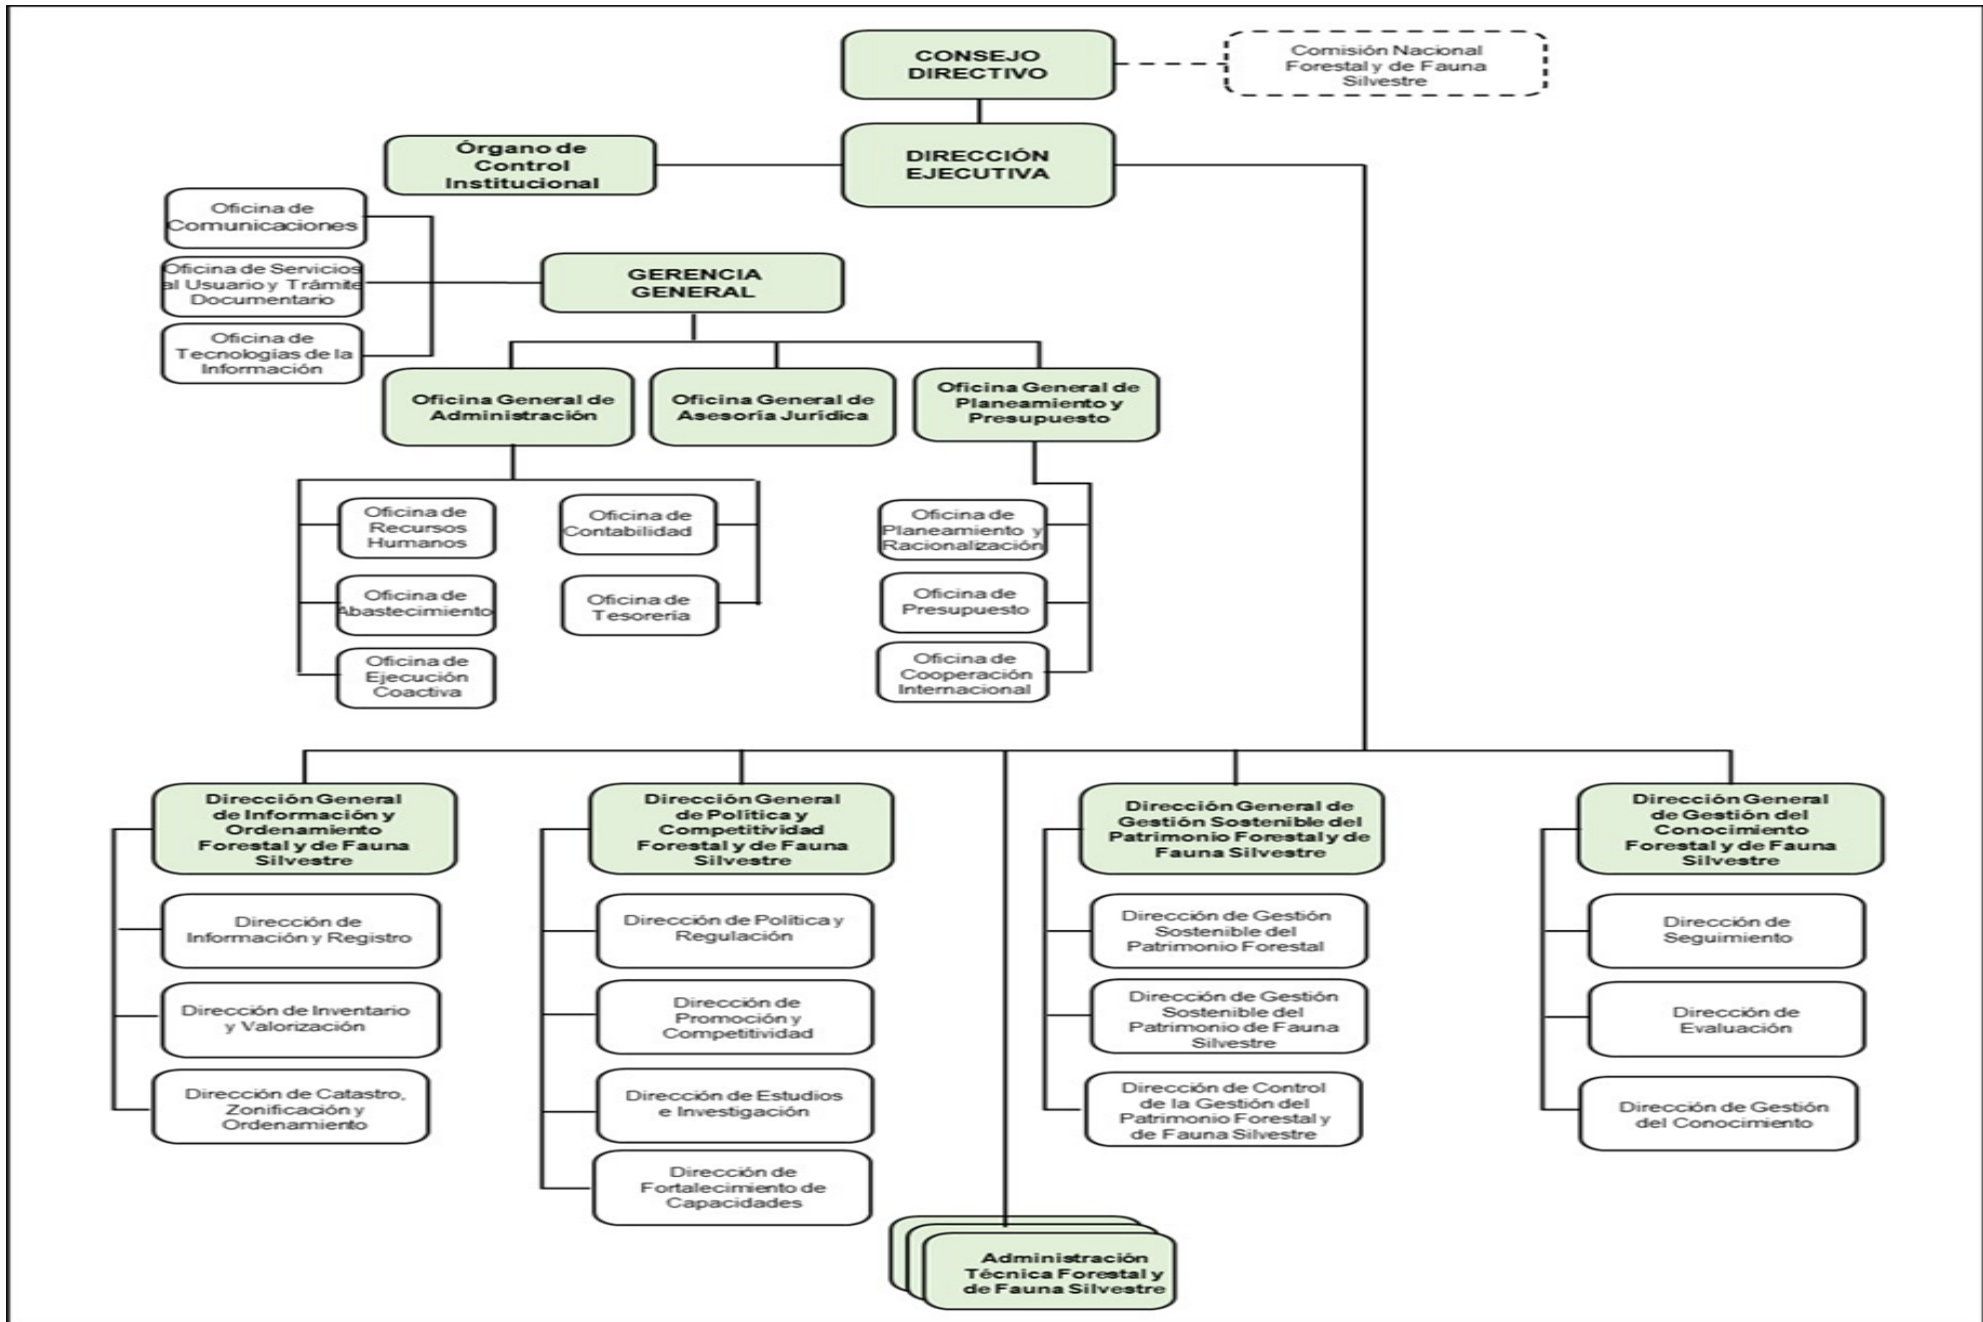 CONSEJO
DIRECTIVO
Comisión Nacional
Forestal y de Fauna
Silvestre
Órgano de
Control
Institucional
DIRECCIÓN
EJECUTIVA
Oficina de
Comunicaciones
Oficina de Servicios
al Usuario y Trámite
Documentario
Oficina de
Tecnologías de la
Información
GERENCIA
GENERAL
Oficina General de
Administración
Oficina General de
Asesoría Jurídica
Oficina General de
Planeamiento y
Presupuesto
Oficina de
Recursos
Humanos
Oficina de
Abastecimiento
Oficina de
Ejecución
Coactiva
Oficina de
Contabilidad
Oficina de
Tesorería
Oficina de
Planeamiento y
Racionalización
Oficina de
Presupuesto
Oficina de
Cooperación
Internacional
Dirección General
de Información y
Ordenamiento
Forestal y de Fauna
Silvestre
Dirección de
Información y Registro
Dirección de Inventario
y Valorización
Dirección de Catastro,
Zonificación y
Ordenamiento
Dirección General
de Política y
Competitividad
Forestal y de Fauna
Silvestre
Dirección de Política y
Regulación
Dirección de
Promoción y
Competitividad
Dirección de Estudios
e Investigación
Dirección de
Fortalecimiento de
Capacidades
Dirección General de
Gestión Sostenible del
Patrimonio Forestal y de
Fauna Silvestre
Dirección de Gestión
Sostenible del
Patrimonio Forestal
Dirección de Gestión
Sostenible del
Patrimonio de Fauna
Silvestre
Dirección de Control
de la Gestión del
Patrimonio Forestal y
de Fauna Silvestre
Dirección General
de Gestión del
Conocimiento
Forestal y de Fauna
Silvestre
Dirección de
Seguimiento
Dirección de
Evaluación
Dirección de Gestión
del Conocimiento
Administración
Técnica Forestal y
de Fauna Silvestre